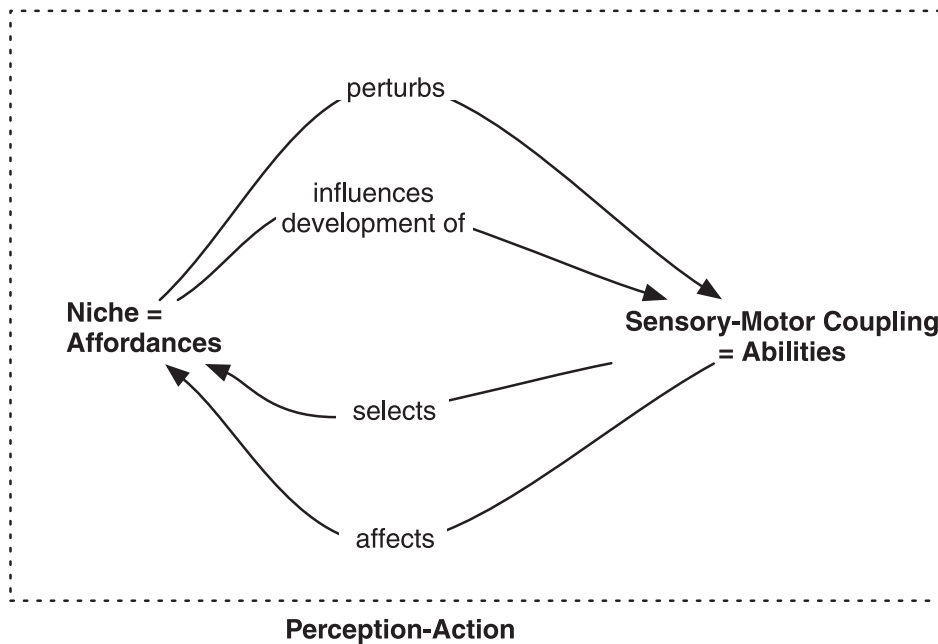 perturbs
influences
development of
Niche =
Affordances
Sensory-Motor Coupling
= Abilities
selects
affects
Perception-Action